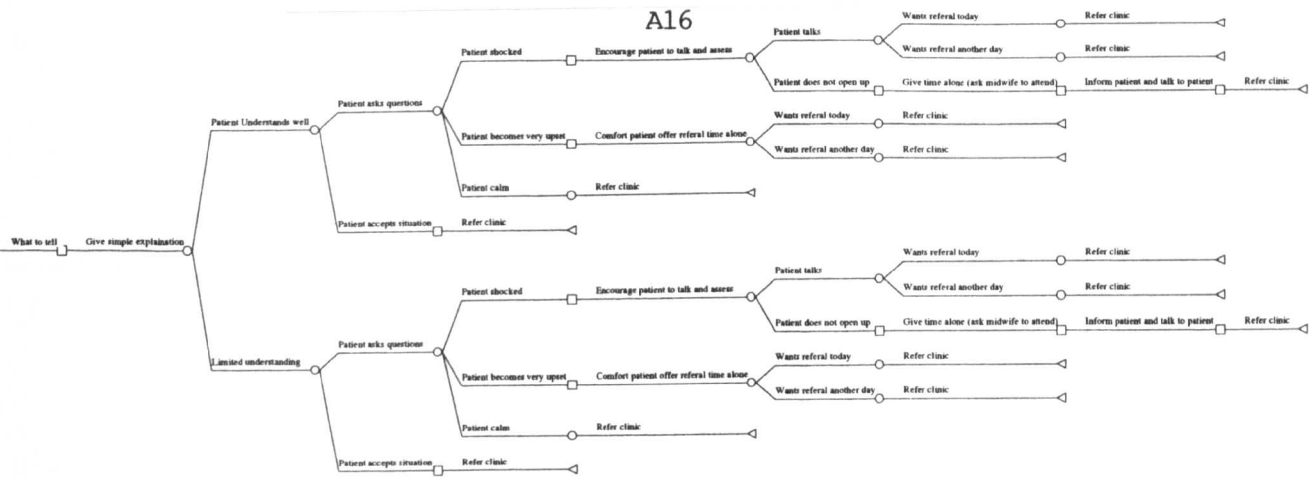 A16
Wants referal today
Refer clinic
Patient talks
Wants referal another day
Refer clinic
Patient shocked
Encourage patient to talk and assess
Patient does not open up
Give time alone (ask midwife to attend)
Inform patient and talk to patient
Refer clinic
Patient asks questions
Patient Understands well
Wants referal today
Refer clinic
Patient becomes very upset
Comfort patient offer referal time alone
Wants referal another day
Refer clinic
Patient calm
Refer clinic
Patient accepts situation
Refer clinic
What to tell
Give simple explaination
Wants referal today
Refer clinic
Patient talks
Wants referal another day
Refer clinic
Patient shocked
Encourage patient to talk and assess
Patient does not open up
Give time alone (ask midwife to attend)
Inform patient and talk to patient
Refer clinic
Patient asks questions
Limited understanding
Wants referal today
Refer clinic
Patient becomes very upset
Comfort patient offer referal time alone
Wants referal another day
Refer clinic
Patient calm
Refer clinic
Patient accepts situation
Refer clinic